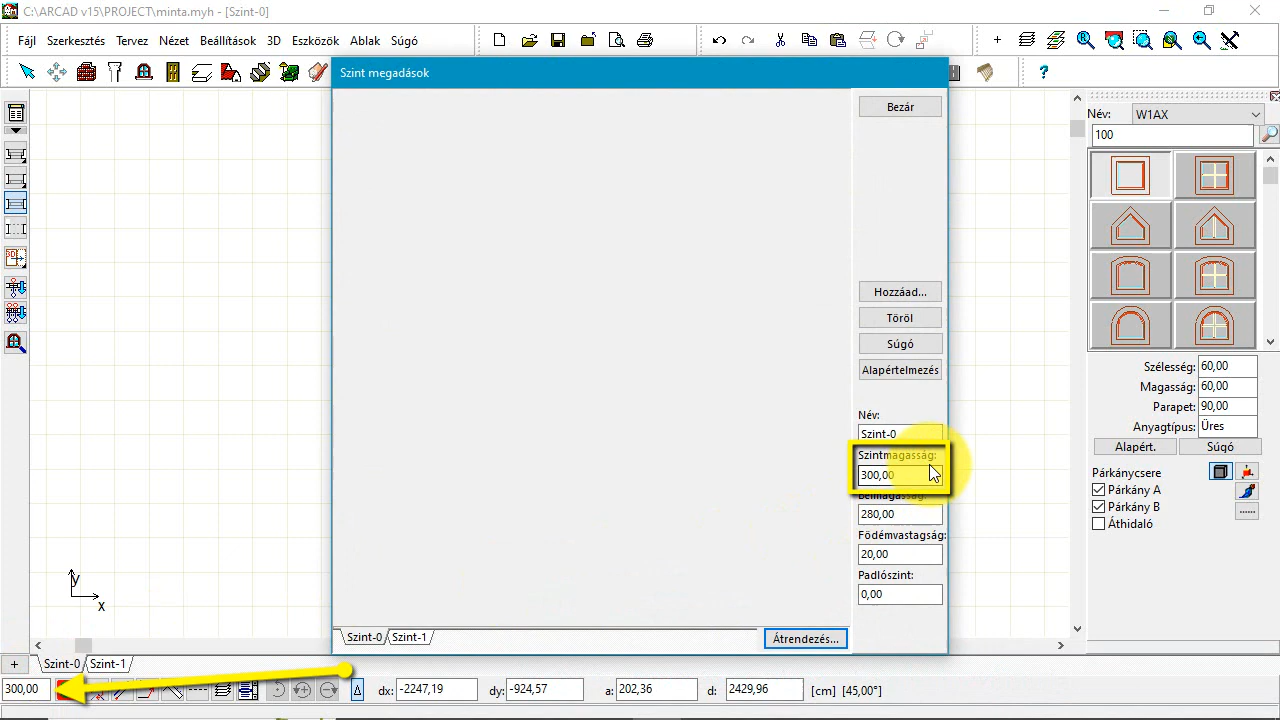 C:\ARCAD v15\PROJECT\minta.myh - [Szint-0]
Fájl Szerkesztés Tervez Nézet Beállítások Eszközök Ablak Súgó
Szint megadások
Bezár
Hozzáad...
Töröl
Súgó
Alapértelmezés
Név:
Szint-0
Szintmagasság:
300,00
Belmagasság:
280,00
Födémvastagság:
20,00
Padlószint:
0,00
Szint-0 Szint-1
Átrendezés...
Név: W1AX
100
Szélesség: 60,00
Magasság: 60,00
Parapet: 90,00
Anyagtípus: Üres
Alapért. Súgó
Párkánycsere
Párkány A
Párkány B
Áthidaló
y
x
+ Szint-0 Szint-1
300,00 dx: -2247,19 dy: -924,57 a: 202,36 d: 2429,96 [cm] [45,00°]